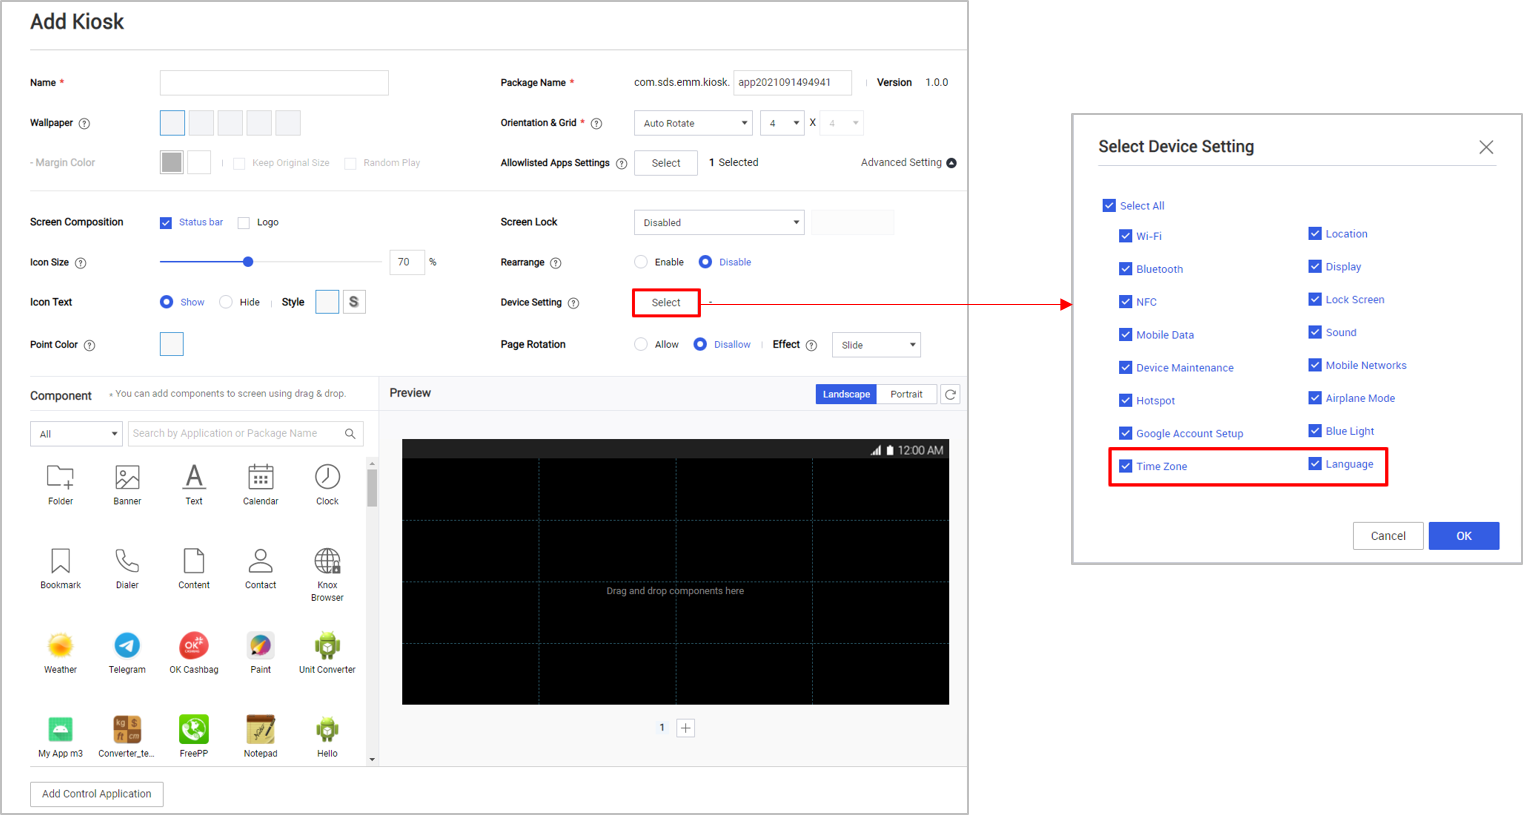 Add Kiosk
Name *
Package Name *
com.sds.emm.kiosk.
app2021091494941
Version
1.0.0
Wallpaper
Orientation & Grid *
Auto Rotate
4
X
4
- Margin Color
Keep Original Size
Random Play
Allowlisted Apps Settings
Select
1 Selected
Advanced Setting
Screen Composition
Status bar
Logo
Screen Lock
Disabled
Icon Size
70
%
Rearrange
Enable
Disable
Icon Text
Show
Hide
Style
S
Device Setting
Select
-
Point Color
Page Rotation
Allow
Disallow
Effect
Slide
Component
* You can add components to screen using drag & drop.
All
Search by Application or Package Name
Folder
Banner
Text
Calendar
Clock
Bookmark
Dialer
Content
Contact
Knox
Browser
Weather
Telegram
OK Cashbag
Paint
Unit Converter
My App m3
Converter_te...
FreePP
Notepad
Hello
Preview
Landscape
Portrait
12:00 AM
Drag and drop components here
1
Add Control Application
Select Device Setting
Select All
Wi-Fi
Location
Bluetooth
Display
NFC
Lock Screen
Mobile Data
Sound
Device Maintenance
Mobile Networks
Hotspot
Airplane Mode
Google Account Setup
Blue Light
Time Zone
Language
Cancel
OK